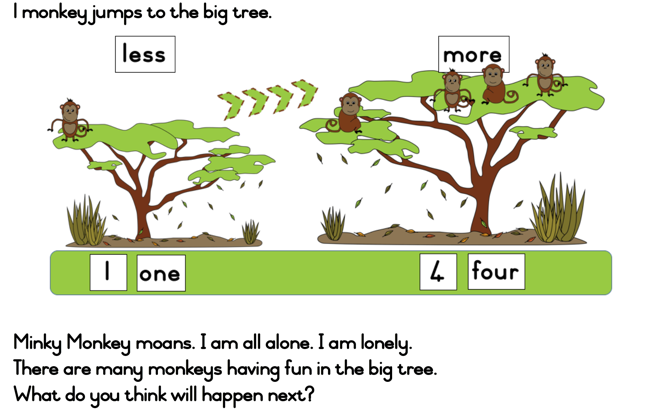 1 monkey jumps to the big tree.
less more
1 one 4 four
Minky Monkey moans. I am all alone. I am lonely.
There are many monkeys having fun in the big tree.
What do you think will happen next?